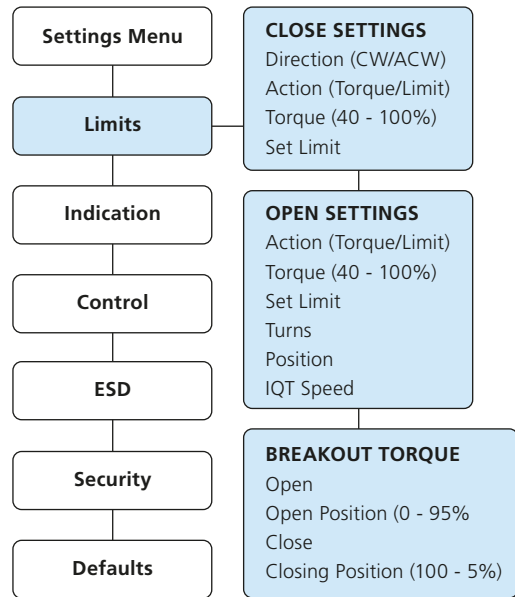 Settings Menu
Limits
Indication
Control
ESD
Security
Defaults
CLOSE SETTINGS
Direction (CW/ACW)
Action (Torque/Limit)
Torque (40 - 100%)
Set Limit
OPEN SETTINGS
Action (Torque/Limit)
Torque (40 - 100%)
Set Limit
Turns
Position
IQT Speed
BREAKOUT TORQUE
Open
Open Position (0 - 95%
Close
Closing Position (100 - 5%)